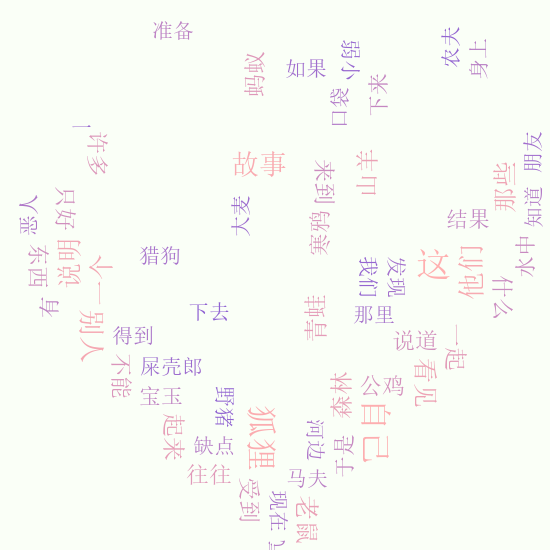 准备
农夫
身上
蚂蚁
如果
弱小
下来
口袋
一
许多
故事
来到
山羊
那些
朋友
知道
恶人
只好
大麦
寒鸦
结果
东西
说明
猎狗
我们
发现
这
他们
水中
有
一个
下去
青蛙
那里
什么
别人
得到
说道
一起
不能
屎壳郎
森林
公鸡
看见
宝玉
野猪
狐狸
自己
起来
缺点
河边
于是
往往
马夫
受到
现在
老鼠